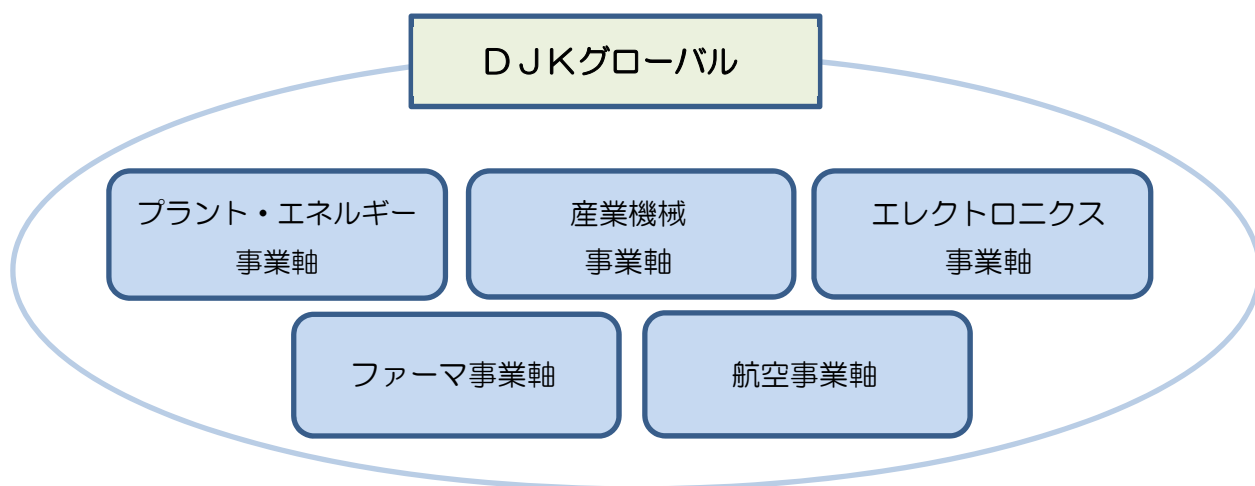 ＤＪＫグローバル
プラント・エネルギー
事業軸
産業機械
事業軸
エレクトロニクス
事業軸
ファーマ事業軸
航空事業軸